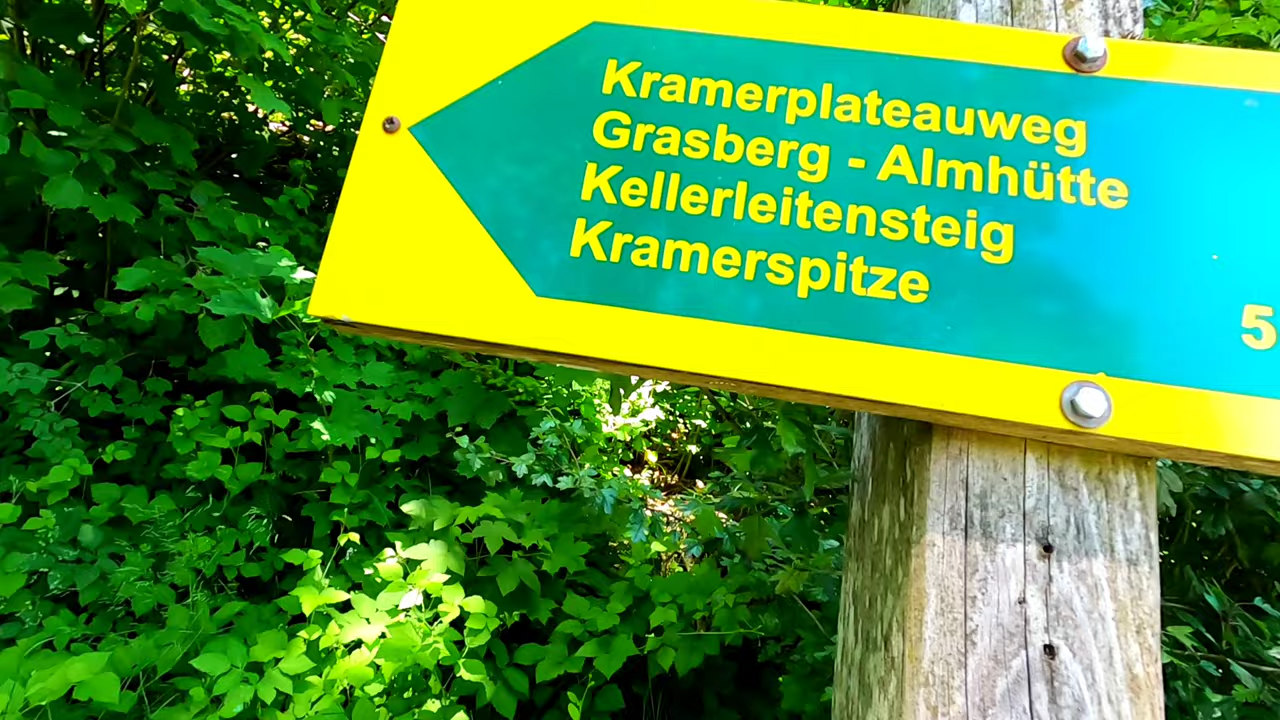 Kramerplateauweg
Grasberg - Almhütte
Kellerleitensteig
Kramerspitze
5